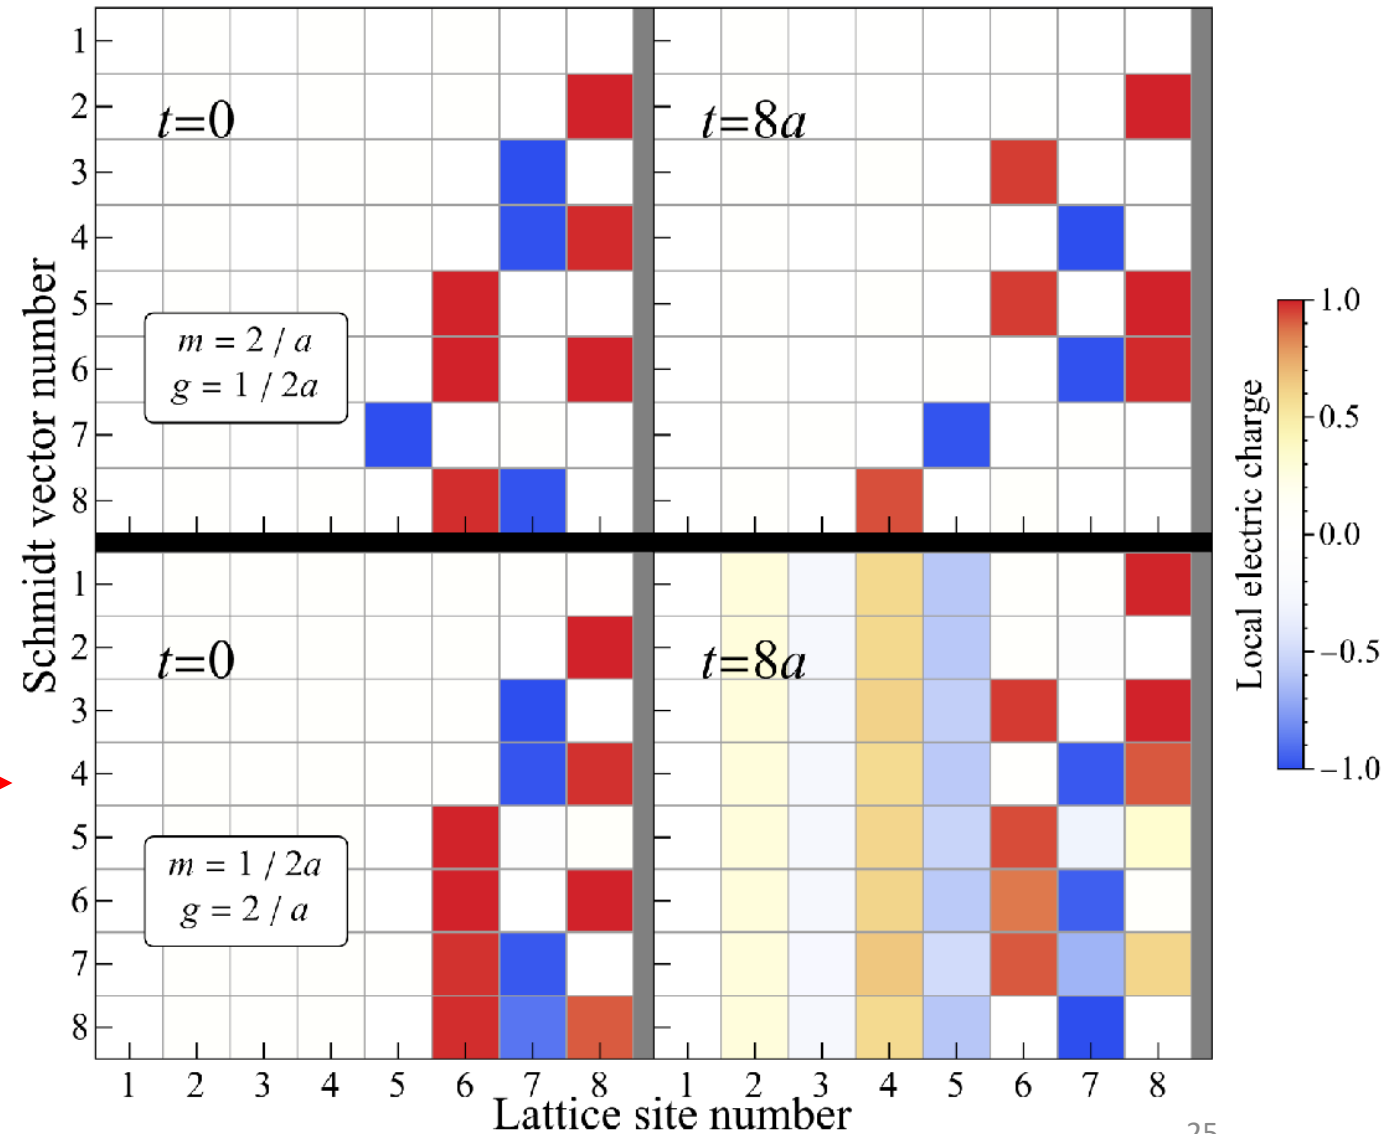 1
2
3
4
5
6
7
8
t=0
t=8a
m = 2 / a
g = 1 / 2a
1
2
3
4
5
6
7
8
t=0
t=8a
m = 1 / 2a
g = 2 / a
Schmidt vector number
1 2 3 4 5 6 7 8 1 2 3 4 5 6 7 8
Lattice site number
Local electric charge
1.0
0.5
0.0
−0.5
−1.0
25